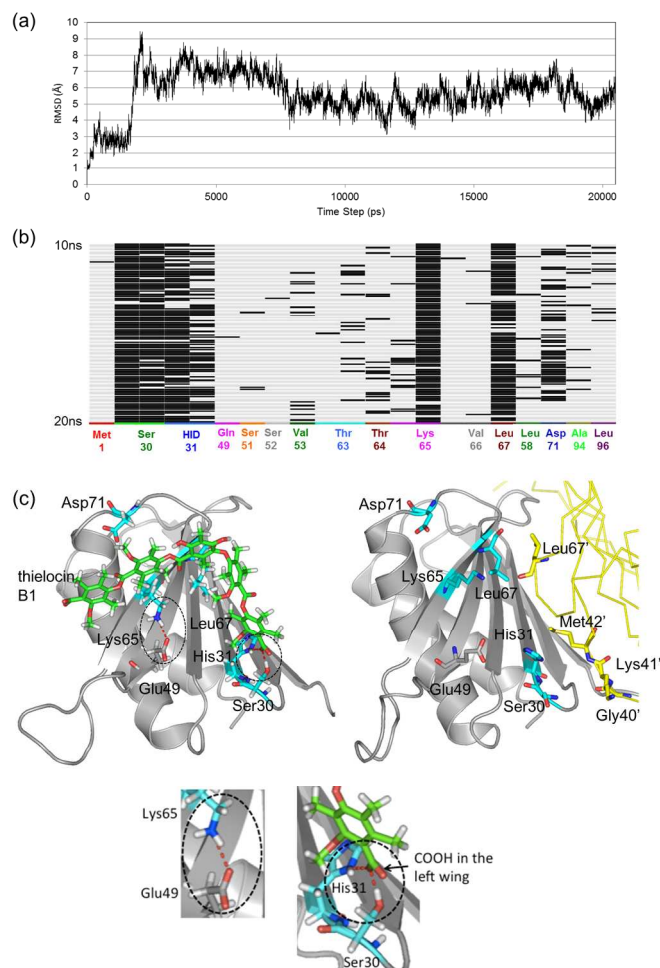 (a)
10
9
8
7
6
5
4
3
2
1
0
RMSD (Å)
0 5000 10000 15000 20000
Time Step (ps)
(b)
10ns
20ns
Met Ser HID Gln Ser Ser Val Thr Thr Lys Val Leu Leu Asp Ala Leu
1 30 31 49 51 52 53 63 64 65 66 67 58 71 94 96
(c)
Asp71
thielocin
B1
Lys65
Leu67
His31
Glu49
Ser30
Asp71
Leu67'
Lys65
Leu67
Met42'
His31
Lys41'
Glu49
Ser30
Gly40'
Lys65
Glu49
COOH in the
left wing
His31
Ser30